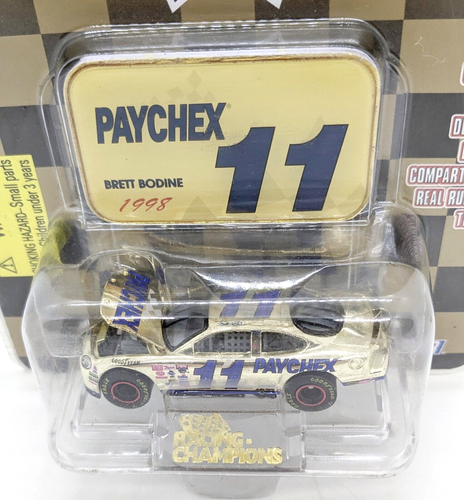 PAYCHEX
11
BRETT BODINE
1998
COMPART
REAL RU
KING HAZARD-Small parts
Children under 3 years
PAYCHEX
11
GOODYEAR
11
PAYCHEX
RACING
CHAMPIONS